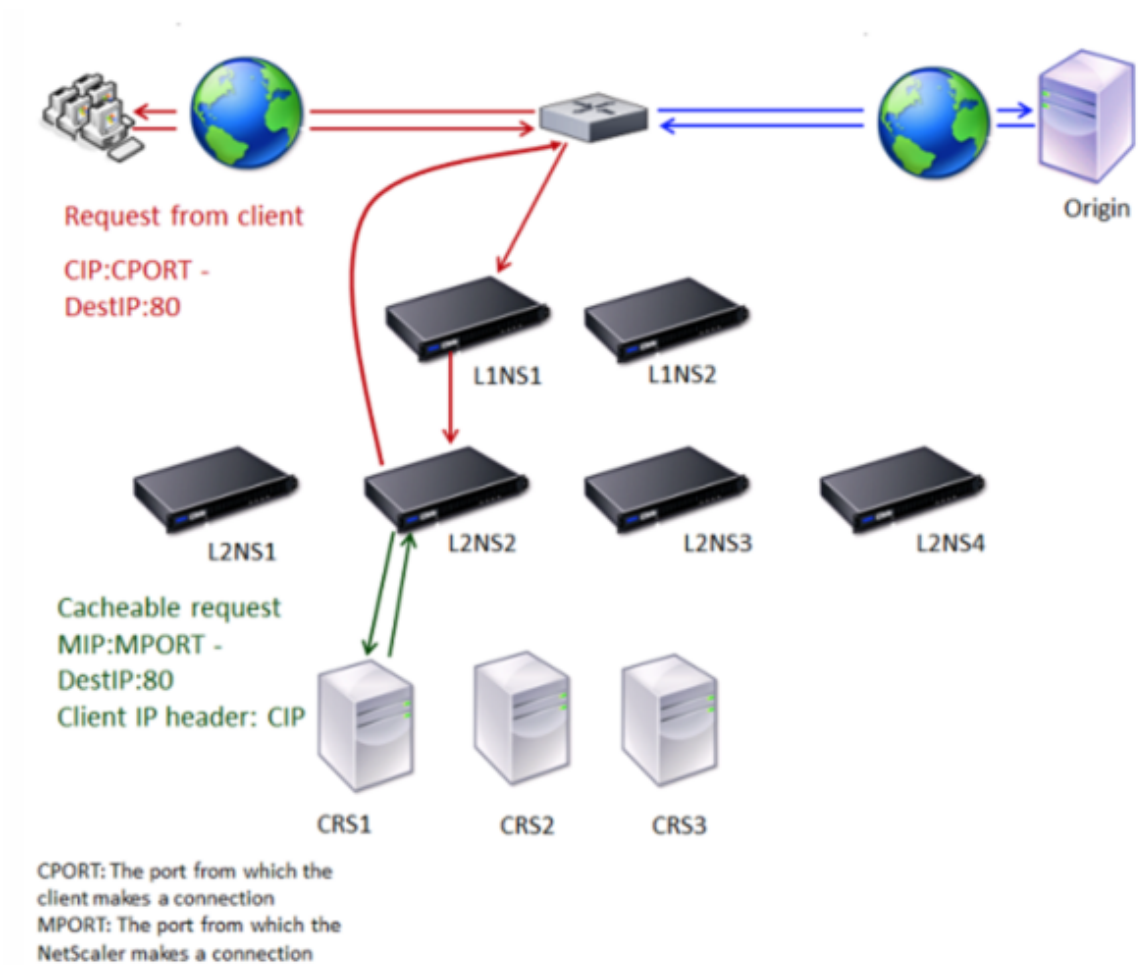 Origin
Request from client
CIP:CPORT -
DestIP:80
L1NS1
L1NS2
L2NS1
L2NS2
L2NS3
L2NS4
Cacheable request
MIP:MPORT -
DestIP:80
Client IP header: CIP
CRS1
CRS2
CRS3
CPORT: The port from which the
client makes a connection
MPORT: The port from which the
NetScaler makes a connection